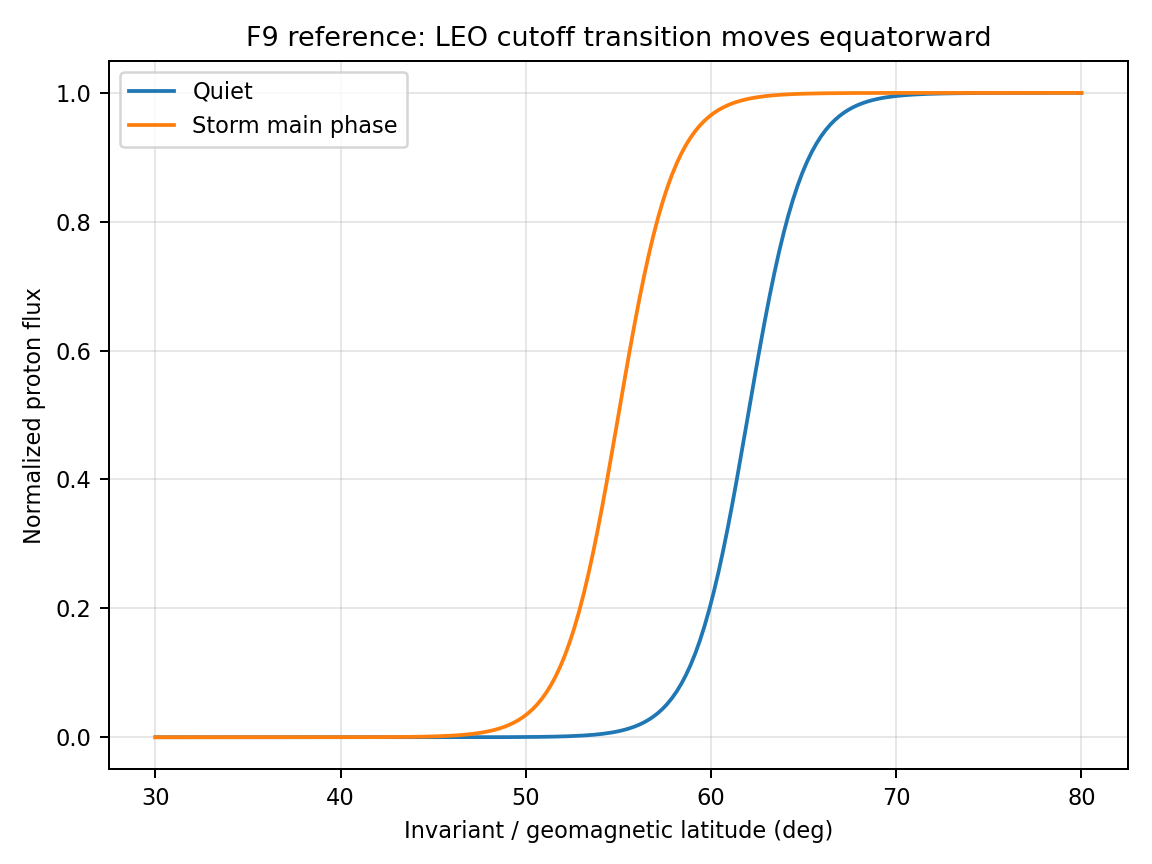 F9 reference: LEO cutoff transition moves equatorward
Quiet
Storm main phase
Normalized proton flux
1.0
0.8
0.6
0.4
0.2
0.0
30 40 50 60 70 80
Invariant / geomagnetic latitude (deg)